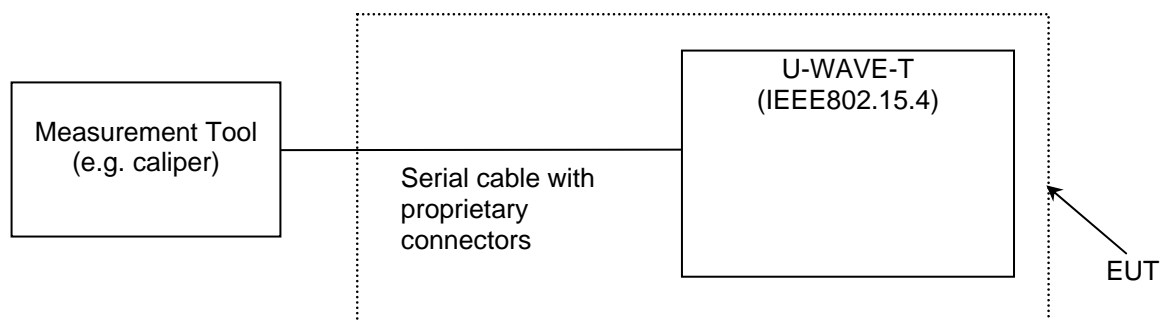 Measurement Tool
(e.g. caliper)
Serial cable with
proprietary
connectors
U-WAVE-T
(IEEE802.15.4)
EUT